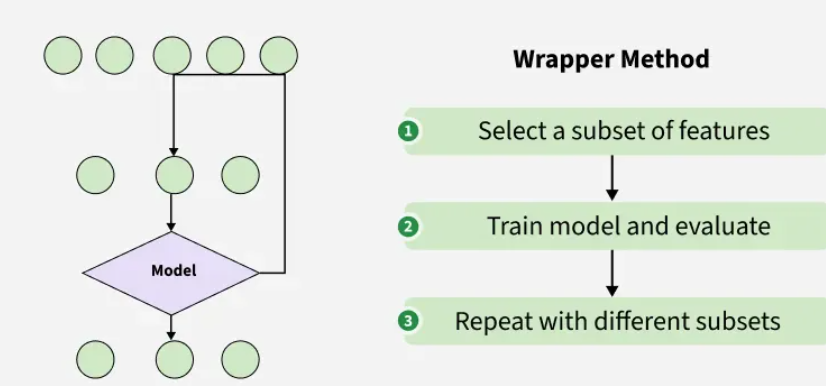 Wrapper Method
1 Select a subset of features
2 Train model and evaluate
3 Repeat with different subsets
Model